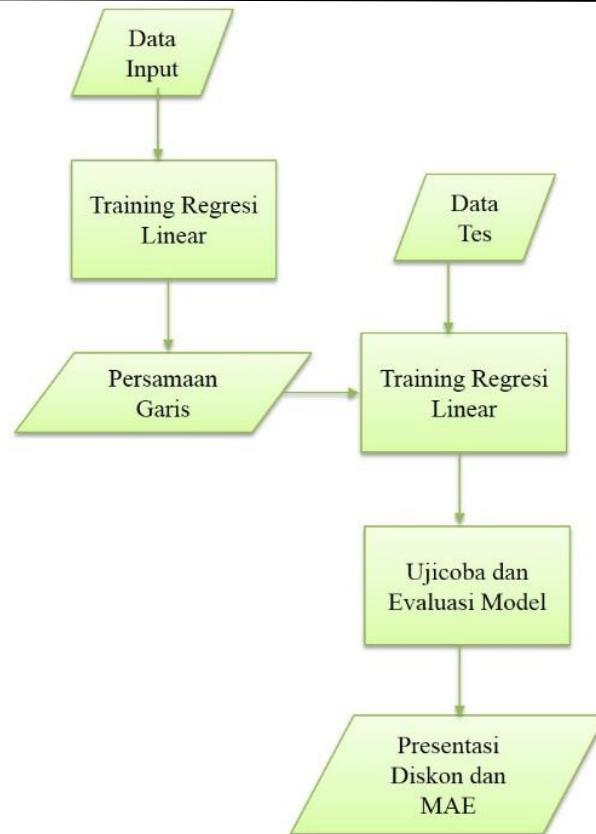 Data
Input
Training Regresi
Linear
Persamaan
Garis
Data
Tes
Training Regresi
Linear
Ujicoba dan
Evaluasi Model
Presentasi
Diskon dan
MAE